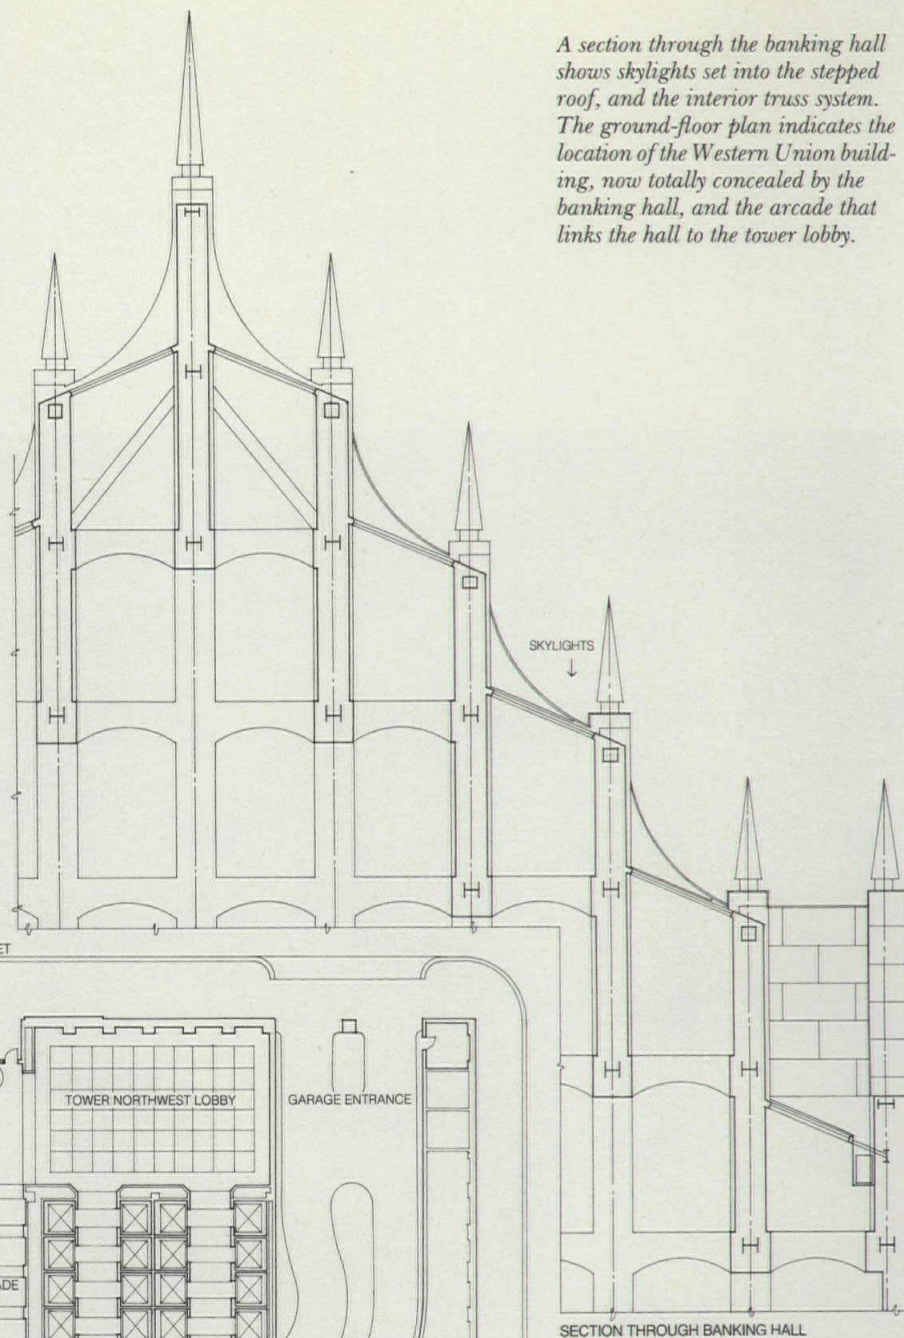 A section through the banking hall
shows skylights set into the stepped
roof, and the interior truss system.
The ground-floor plan indicates the
location of the Western Union build-
ing, now totally concealed by the
banking hall, and the arcade that
links the hall to the tower lobby.
SKYLIGHTS
ET
TOWER NORTHWEST LOBBY
GARAGE ENTRANCE
ADE
SECTION THROUGH BANKING HALL